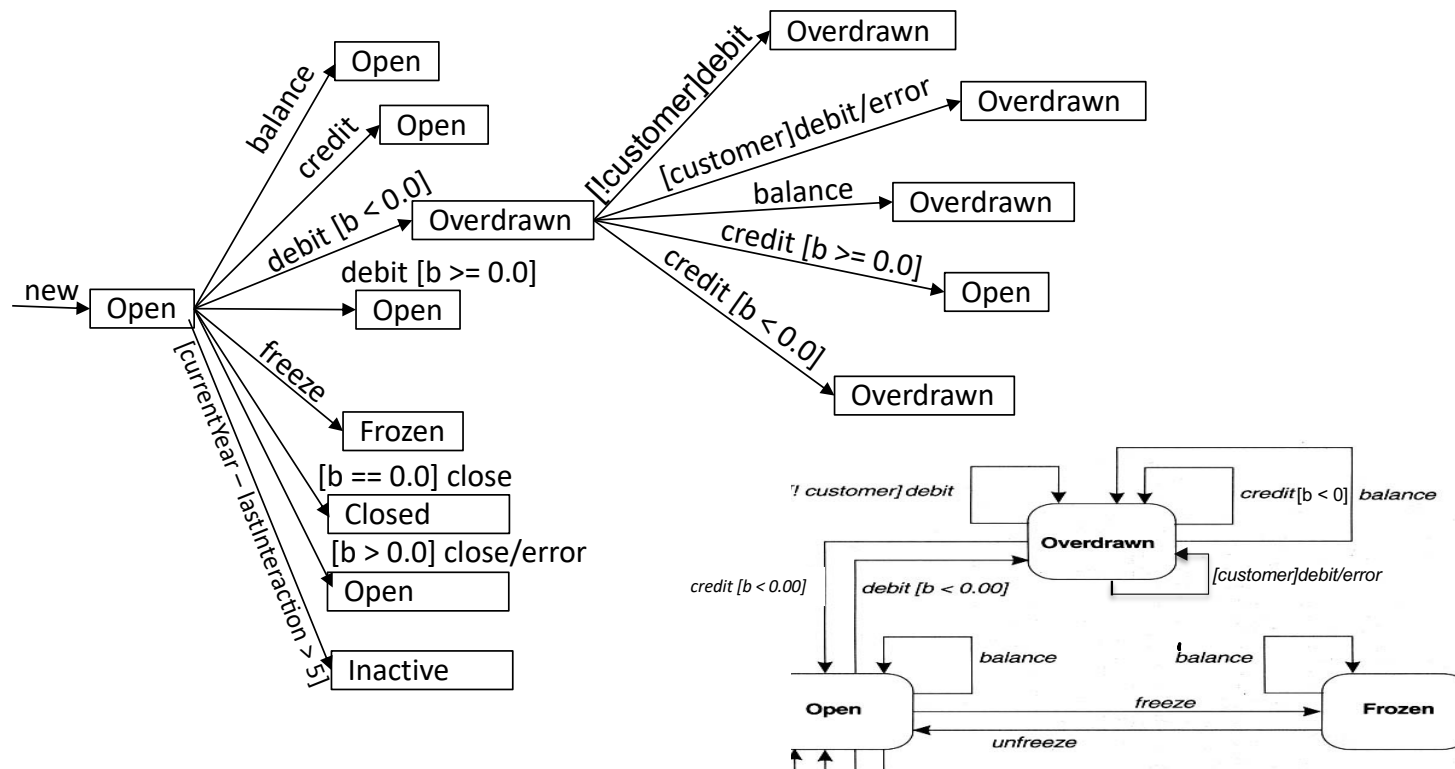 new
Open
balance
Open
credit
Open
debit [b < 0.0]
Overdrawn
debit [b >= 0.0]
Open
freeze
Frozen
[b == 0.0] close
Closed
[b > 0.0] close/error
Open
[currentYear – lastInteraction > 5]
Inactive
[!customer]debit
Overdrawn
[customer]debit/error
Overdrawn
balance
Overdrawn
credit [b >= 0.0]
Open
credit [b < 0.0]
Overdrawn
[! customer] debit
credit[b < 0]
balance
Overdrawn
[customer]debit/error
credit [b < 0.00]
debit [b < 0.00]
balance
balance
Open
freeze
Frozen
unfreeze